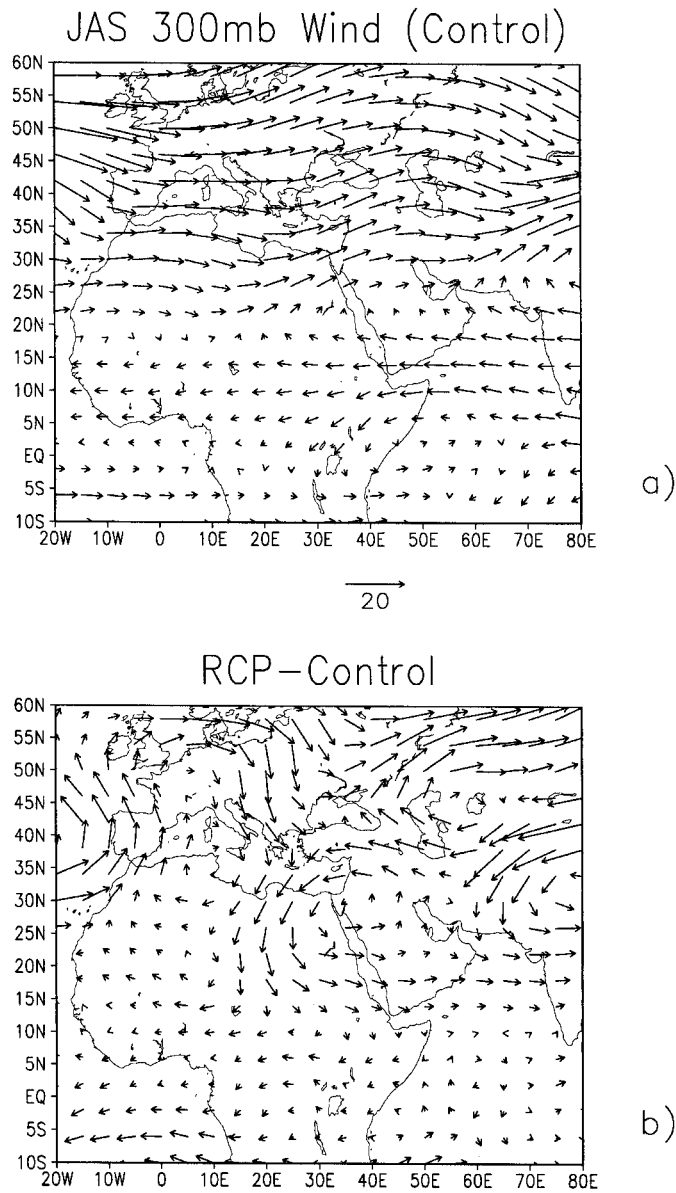 JAS 300mb Wind (Control)
60N
55N
50N
45N
40N
35N
30N
25N
20N
15N
10N
5N
EQ
5S
10S
20W 10W 0 10E 20E 30E 40E 50E 60E 70E 80E
a)
20
RCP-Control
60N
55N
50N
45N
40N
35N
30N
25N
20N
15N
10N
5N
EQ
5S
10S
20W 10W 0 10E 20E 30E 40E 50E 60E 70E 80E
b)